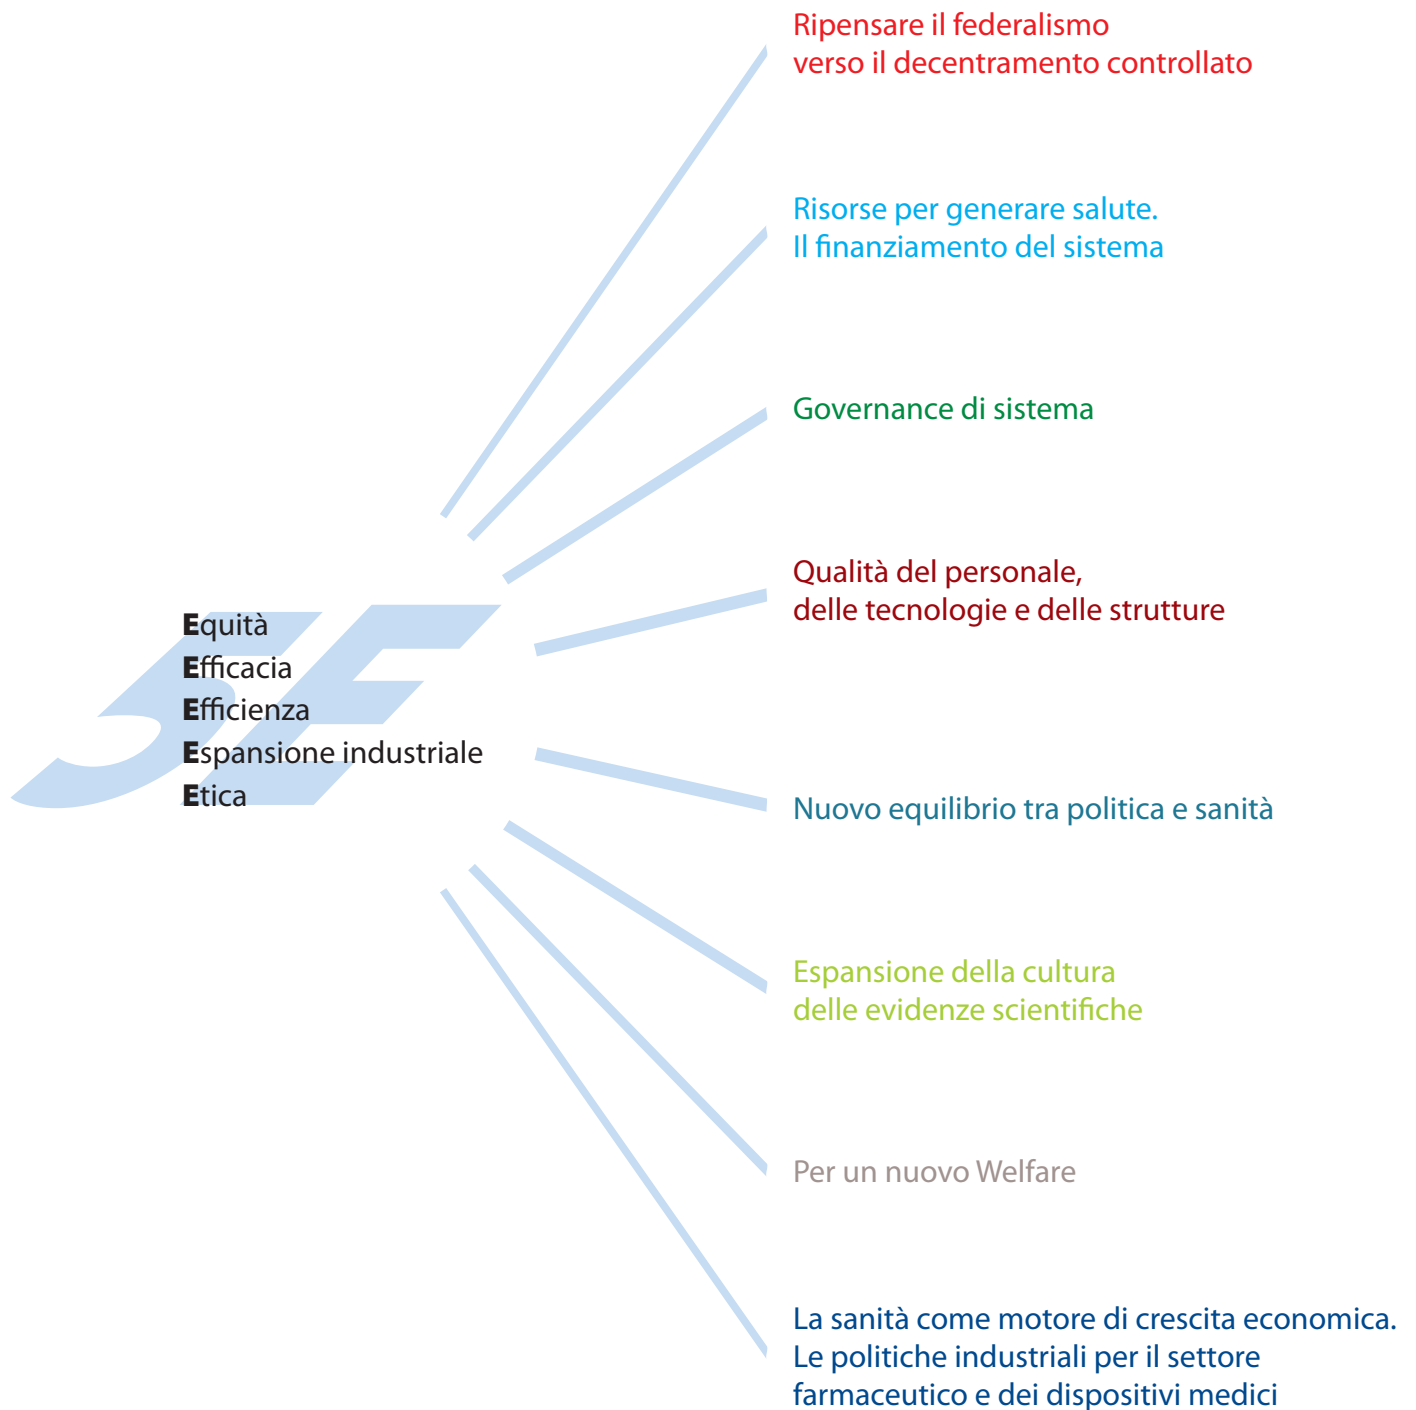 Ripensare il federalismo
verso il decentramento controllato
Risorse per generare salute.
Il finanziamento del sistema
Governance di sistema
Qualità del personale,
delle tecnologie e delle strutture
5E
Equità
Efficacia
Efficienza
Espansione industriale
Etica
Nuovo equilibrio tra politica e sanità
Espansione della cultura
delle evidenze scientifiche
Per un nuovo Welfare
La sanità come motore di crescita economica.
Le politiche industriali per il settore
farmaceutico e dei dispositivi medici